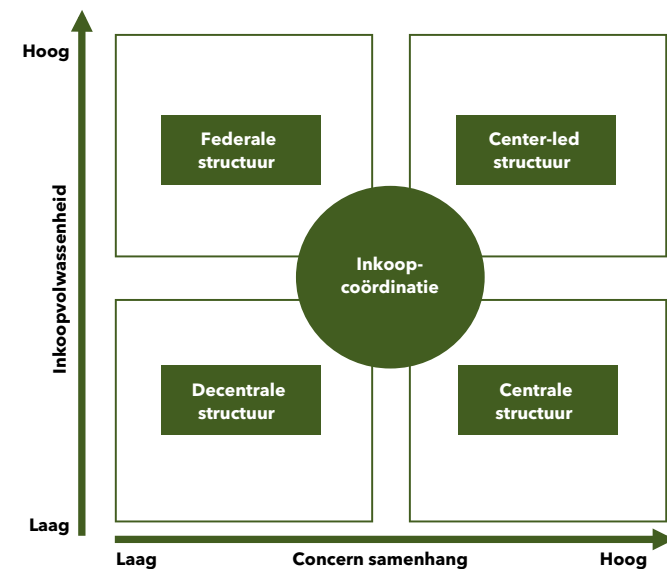 Hoog
Federale
structuur
Center-led
structuur
Inkoopvolwassenheid
Inkoop-
coördinatie
Decentrale
structuur
Centrale
structuur
Laag
Laag
Concern samenhang
Hoog